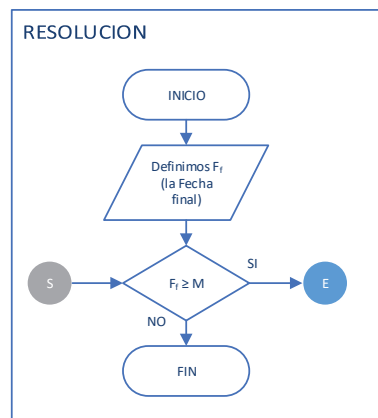 RESOLUCION
INICIO
Definimos Ff
(la Fecha
final)
S
Ff ≥ M
SI
E
NO
FIN